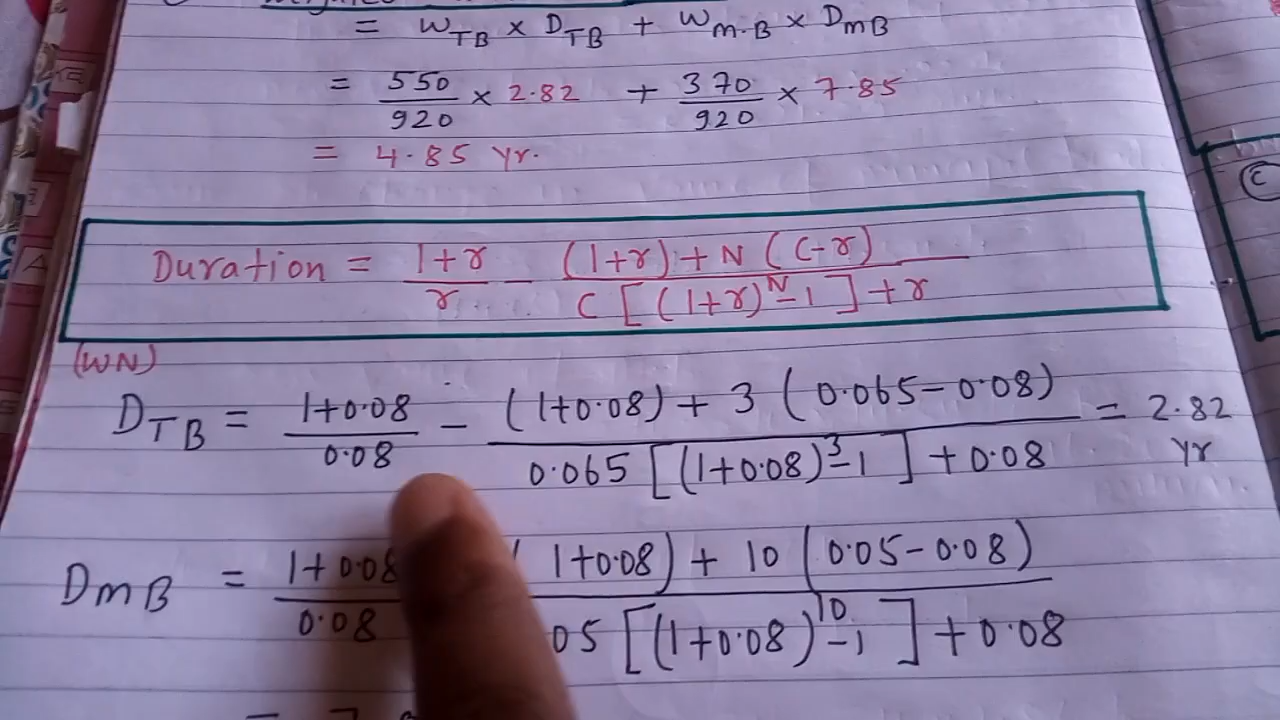 = W_TB × D_TB + W_m.B × D_mB
= 550/920 × 2.82 + 370/920 × 7.85
= 4.85 Yr.
Duration = (1+r)/r - ((1+r)+N(C-r))/(C[(1+r)^N-1]+r)
(WN)
D_TB = (1+0.08)/0.08 - ((1+0.08)+3(0.065-0.08))/(0.065[(1+0.08)^3-1]+0.08) = 2.82 Yr
D_mB = (1+0.08)/0.08 (1+0.08)+10(0.05-0.08)/05[(1+0.08)^10-1]+0.08
C